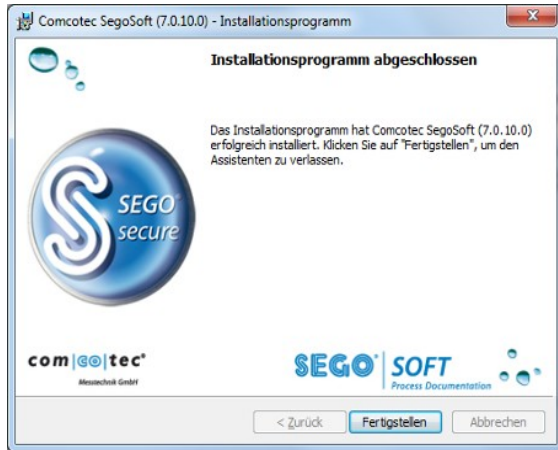 Comcotec SegoSoft (7.0.10.0) - Installationsprogramm
Installationsprogramm abgeschlossen
Das Installationsprogramm hat Comcotec SegoSoft (7.0.10.0)
erfolgreich installiert. Klicken Sie auf "Fertigstellen", um den
Assistenten zu verlassen.
S SEGO®
secure
com|co|tec®
Messtechnik GmbH
SEGO® SOFT
Process Documentation
< Zurück Fertigstellen Abbrechen